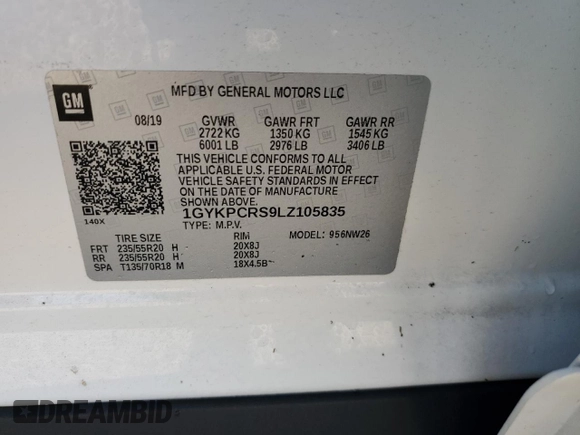 GM
MFD BY GENERAL MOTORS LLC
08/19 GVWR GAWR FRT GAWR RR
2722 KG 1350 KG 1545 KG
6001 LB 2976 LB 3406 LB
THIS VEHICLE CONFORMS TO ALL
APPLICABLE U.S. FEDERAL MOTOR
VEHICLE SAFETY STANDARDS IN EFFECT
ON THE DATE OF MANUFACTURE
SHOWN ABOVE.
140X
1GYKPCRS9LZ105835
TYPE: M.P.V. MODEL: 956NW26
TIRE SIZE RIM
FRT 235/55R20 H 20X8J
RR 235/55R20 H 20X8J
SPA T135/70R18 M 18X4.5B
DREAMBID